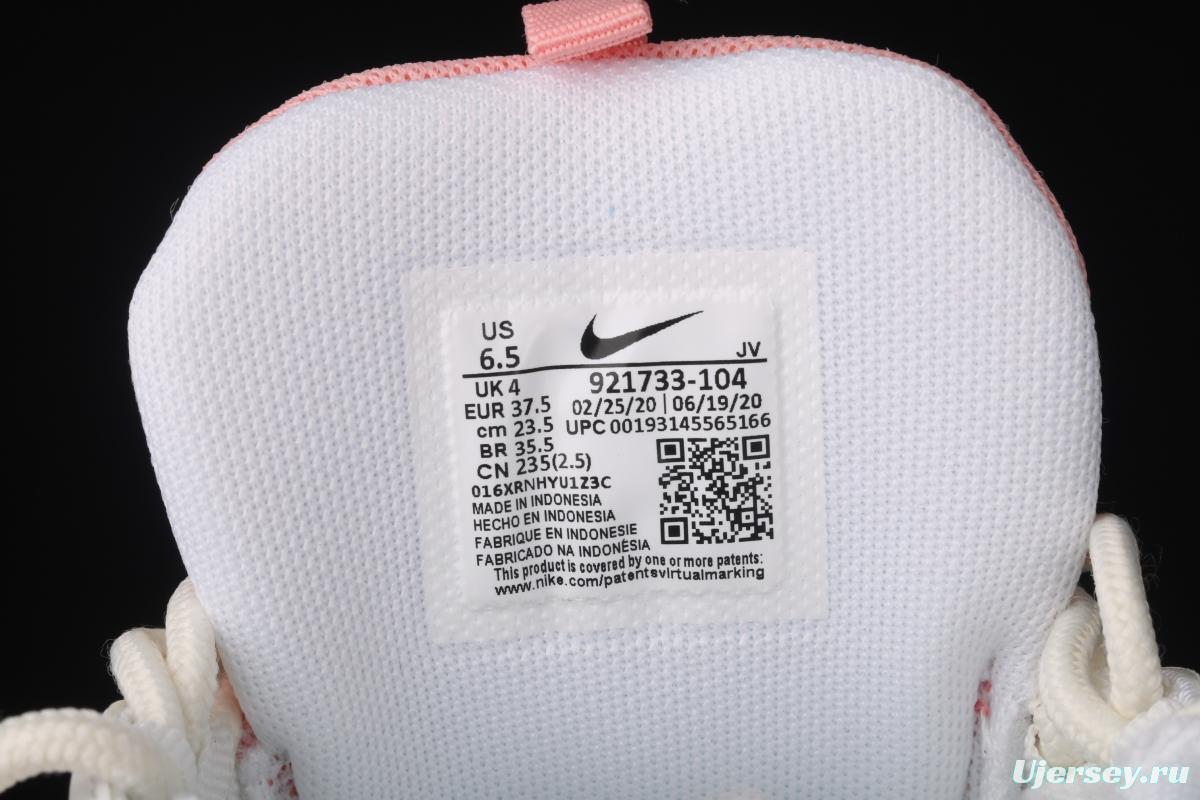 US
6.5
JV
UK 4
921733-104
EUR 37.5
02/25/20 | 06/19/20
cm 23.5
UPC 00193145565166
BR 35.5
CN 235(2.5)
016XRNHYU1Z3C
MADE IN INDONESIA
HECHO EN INDONESIA
FABRIQUE EN INDONESIE
FABRICADO NA INDONÉSIA
This product is covered by one or more patents:
www.nike.com/patentsvirtualmarking
Ujersey.ru